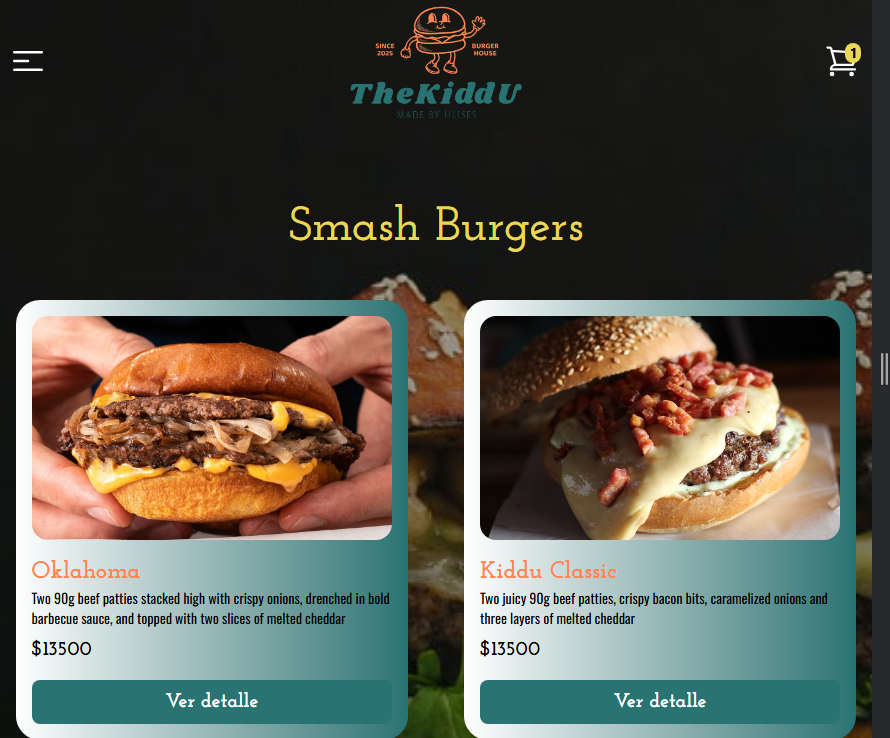 SINCE
2025
BURGER
HOUSE
TheKiddU
MADE BY ULISES
1
Smash Burgers
Oklahoma
Two 90g beef patties stacked high with crispy onions, drenched in bold
barbecue sauce, and topped with two slices of melted cheddar
$13500
Ver detalle
Kiddu Classic
Two juicy 90g beef patties, crispy bacon bits, caramelized onions and
three layers of melted cheddar
$13500
Ver detalle